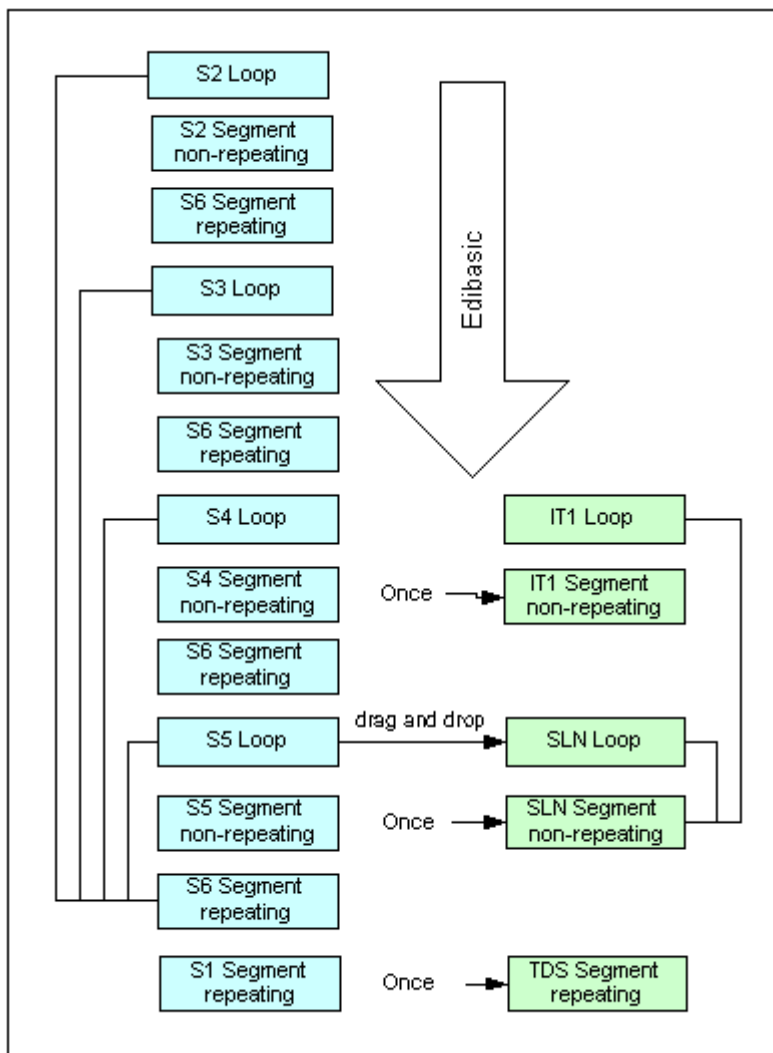 S2 Loop
S2 Segment
non-repeating
S6 Segment
repeating
S3 Loop
Edibasic
S3 Segment
non-repeating
S6 Segment
repeating
S4 Loop
IT1 Loop
S4 Segment
non-repeating
Once
IT1 Segment
non-repeating
S6 Segment
repeating
drag and drop
S5 Loop
SLN Loop
S5 Segment
non-repeating
Once
SLN Segment
non-repeating
S6 Segment
repeating
S1 Segment
repeating
Once
TDS Segment
repeating